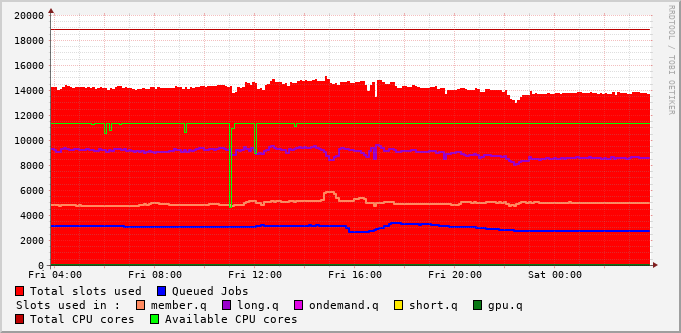 20000
18000
16000
14000
12000
10000
8000
6000
4000
2000
0
Fri 04:00 Fri 08:00 Fri 12:00 Fri 16:00 Fri 20:00 Sat 00:00
RRDTOOL / TOBI OETIKER
Total slots used Queued Jobs
Slots used in : member.q long.q ondemand.q short.q gpu.q
Total CPU cores Available CPU cores